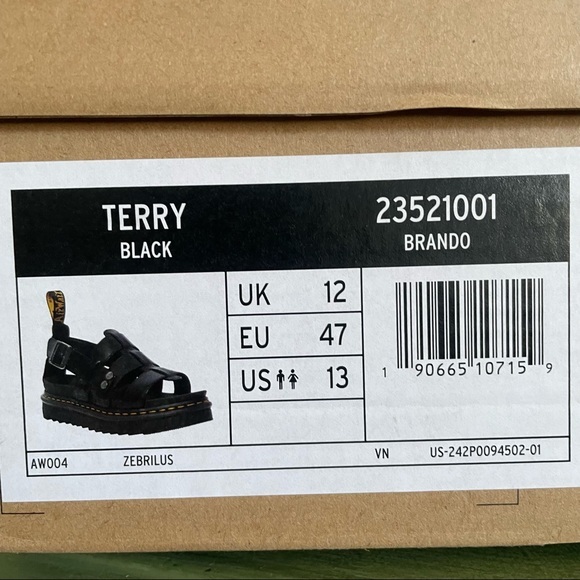 TERRY 23521001
BLACK BRANDO
UK 12
EU 47
US 13
1 90665 10715 9
AW004 ZEBRILUS VN US-242P0094502-01